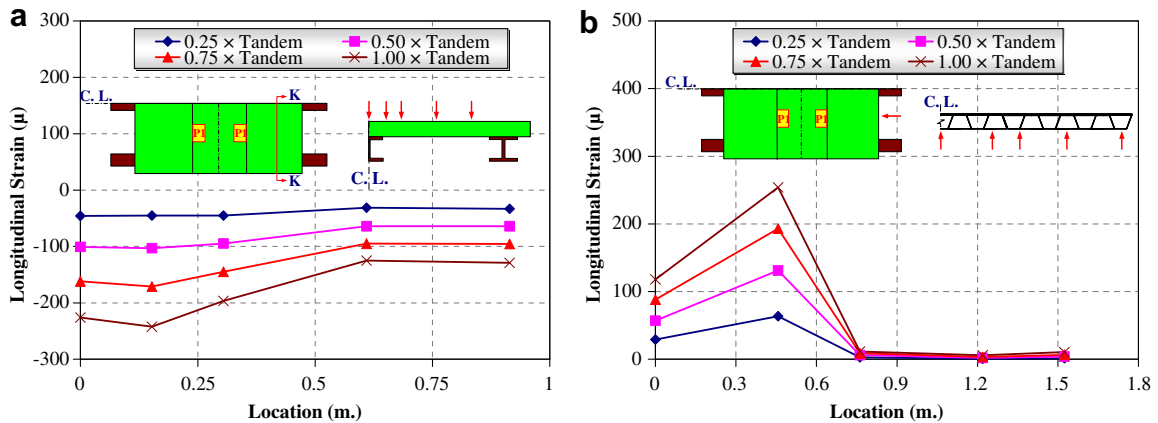 a
300
200
100
0
-100
-200
-300
0
0.25
0.5
0.75
1
Longitudinal Strain (μ)
Location (m.)
0.25 × Tandem
0.50 × Tandem
0.75 × Tandem
1.00 × Tandem
C. L.
K
P1 P1
K
C. L.
b
500
400
300
200
100
0
0
0.3
0.6
0.9
1.2
1.5
1.8
Longitudinal Strain (μ)
Location (m.)
0.25 × Tandem
0.50 × Tandem
0.75 × Tandem
1.00 × Tandem
C. L.
P1 P1
C. L.